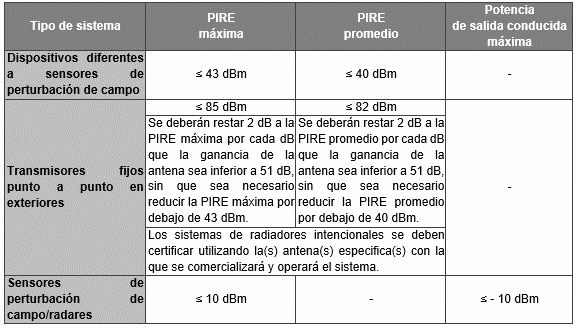 Tipo de sistema
PIRE
máxima
PIRE
promedio
Potencia
de salida conducida
máxima
Dispositivos diferentes
a sensores de
perturbación de campo
≤ 43 dBm
≤ 40 dBm
-
Transmisores fijos
punto a punto en
exteriores
≤ 85 dBm
≤ 82 dBm
Se deberán restar 2 dB a la
PIRE máxima por cada dB
que la ganancia de la
antena sea inferior a 51 dB,
sin que sea necesario
reducir la PIRE máxima por
debajo de 43 dBm.
Se deberán restar 2 dB a la
PIRE promedio por cada dB
que la ganancia de la
antena sea inferior a 51 dB,
sin que sea necesario
reducir la PIRE promedio
por debajo de 40 dBm.
-
Los sistemas de radiadores intencionales se deben
certificar utilizando la(s) antena(s) especifica(s) con la
que se comercializará y operará el sistema.
Sensores de
perturbación de
campo/radares
≤ 10 dBm
-
≤ - 10 dBm